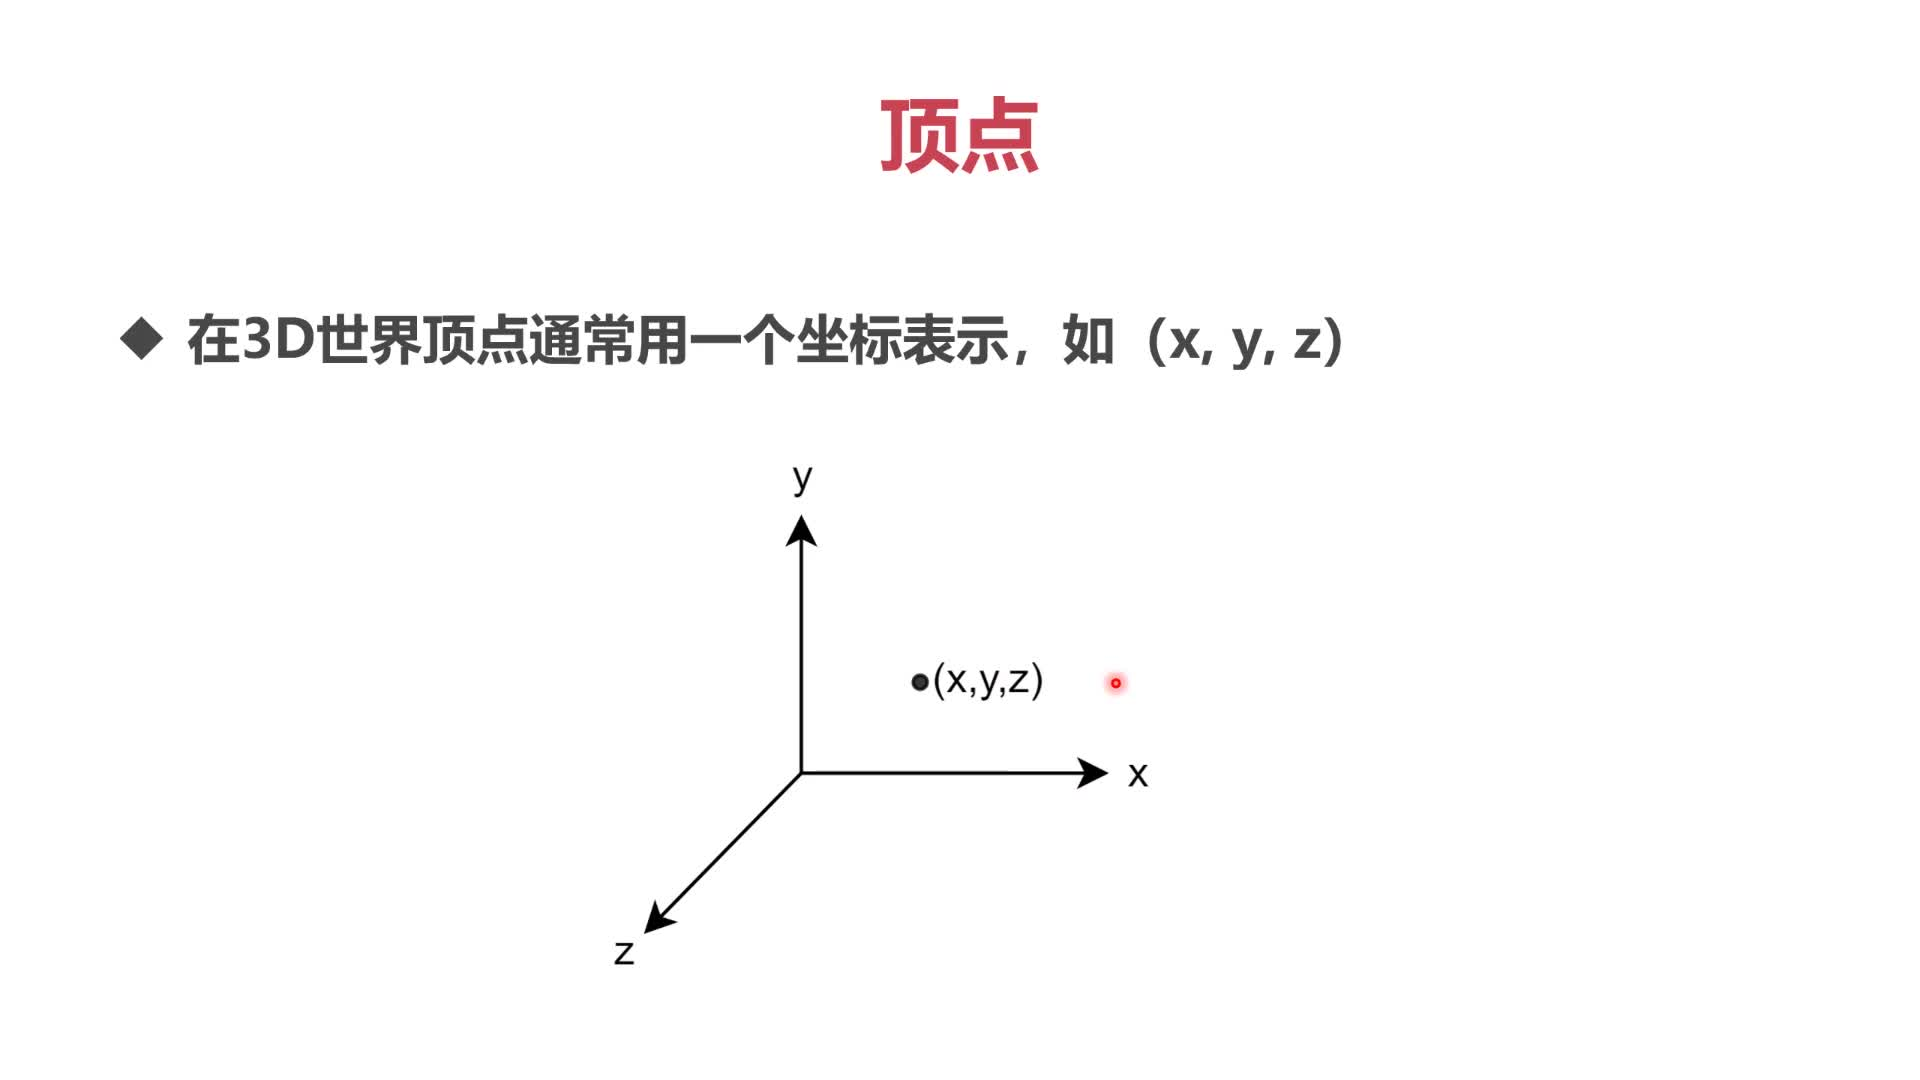 顶点
◆ 在3D世界顶点通常用一个坐标表示，如（x, y, z）
y
(x,y,z)
x
z